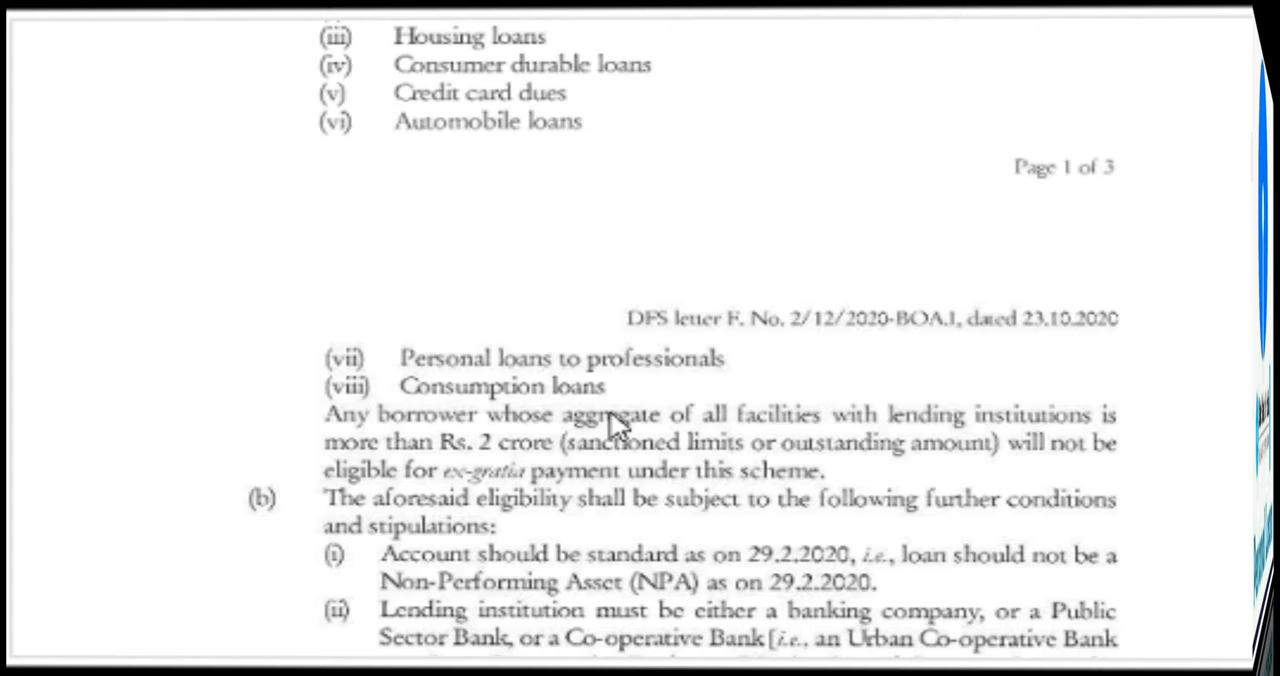 (iii) Housing loans
(iv) Consumer durable loans
(v) Credit card dues
(vi) Automobile loans
Page 1 of 3
DFS letter F. No. 2/12/2020-BOA.I, dated 23.10.2020
(vii) Personal loans to professionals
(viii) Consumption loans
Any borrower whose aggregate of all facilities with lending institutions is
more than Rs. 2 crore (sanctioned limits or outstanding amount) will not be
eligible for ex-gratia payment under this scheme.
(b) The aforesaid eligibility shall be subject to the following further conditions
and stipulations:
(i) Account should be standard as on 29.2.2020, i.e., loan should not be a
Non-Performing Asset (NPA) as on 29.2.2020.
(ii) Lending institution must be either a banking company, or a Public
Sector Bank, or a Co-operative Bank [i.e., an Urban Co-operative Bank